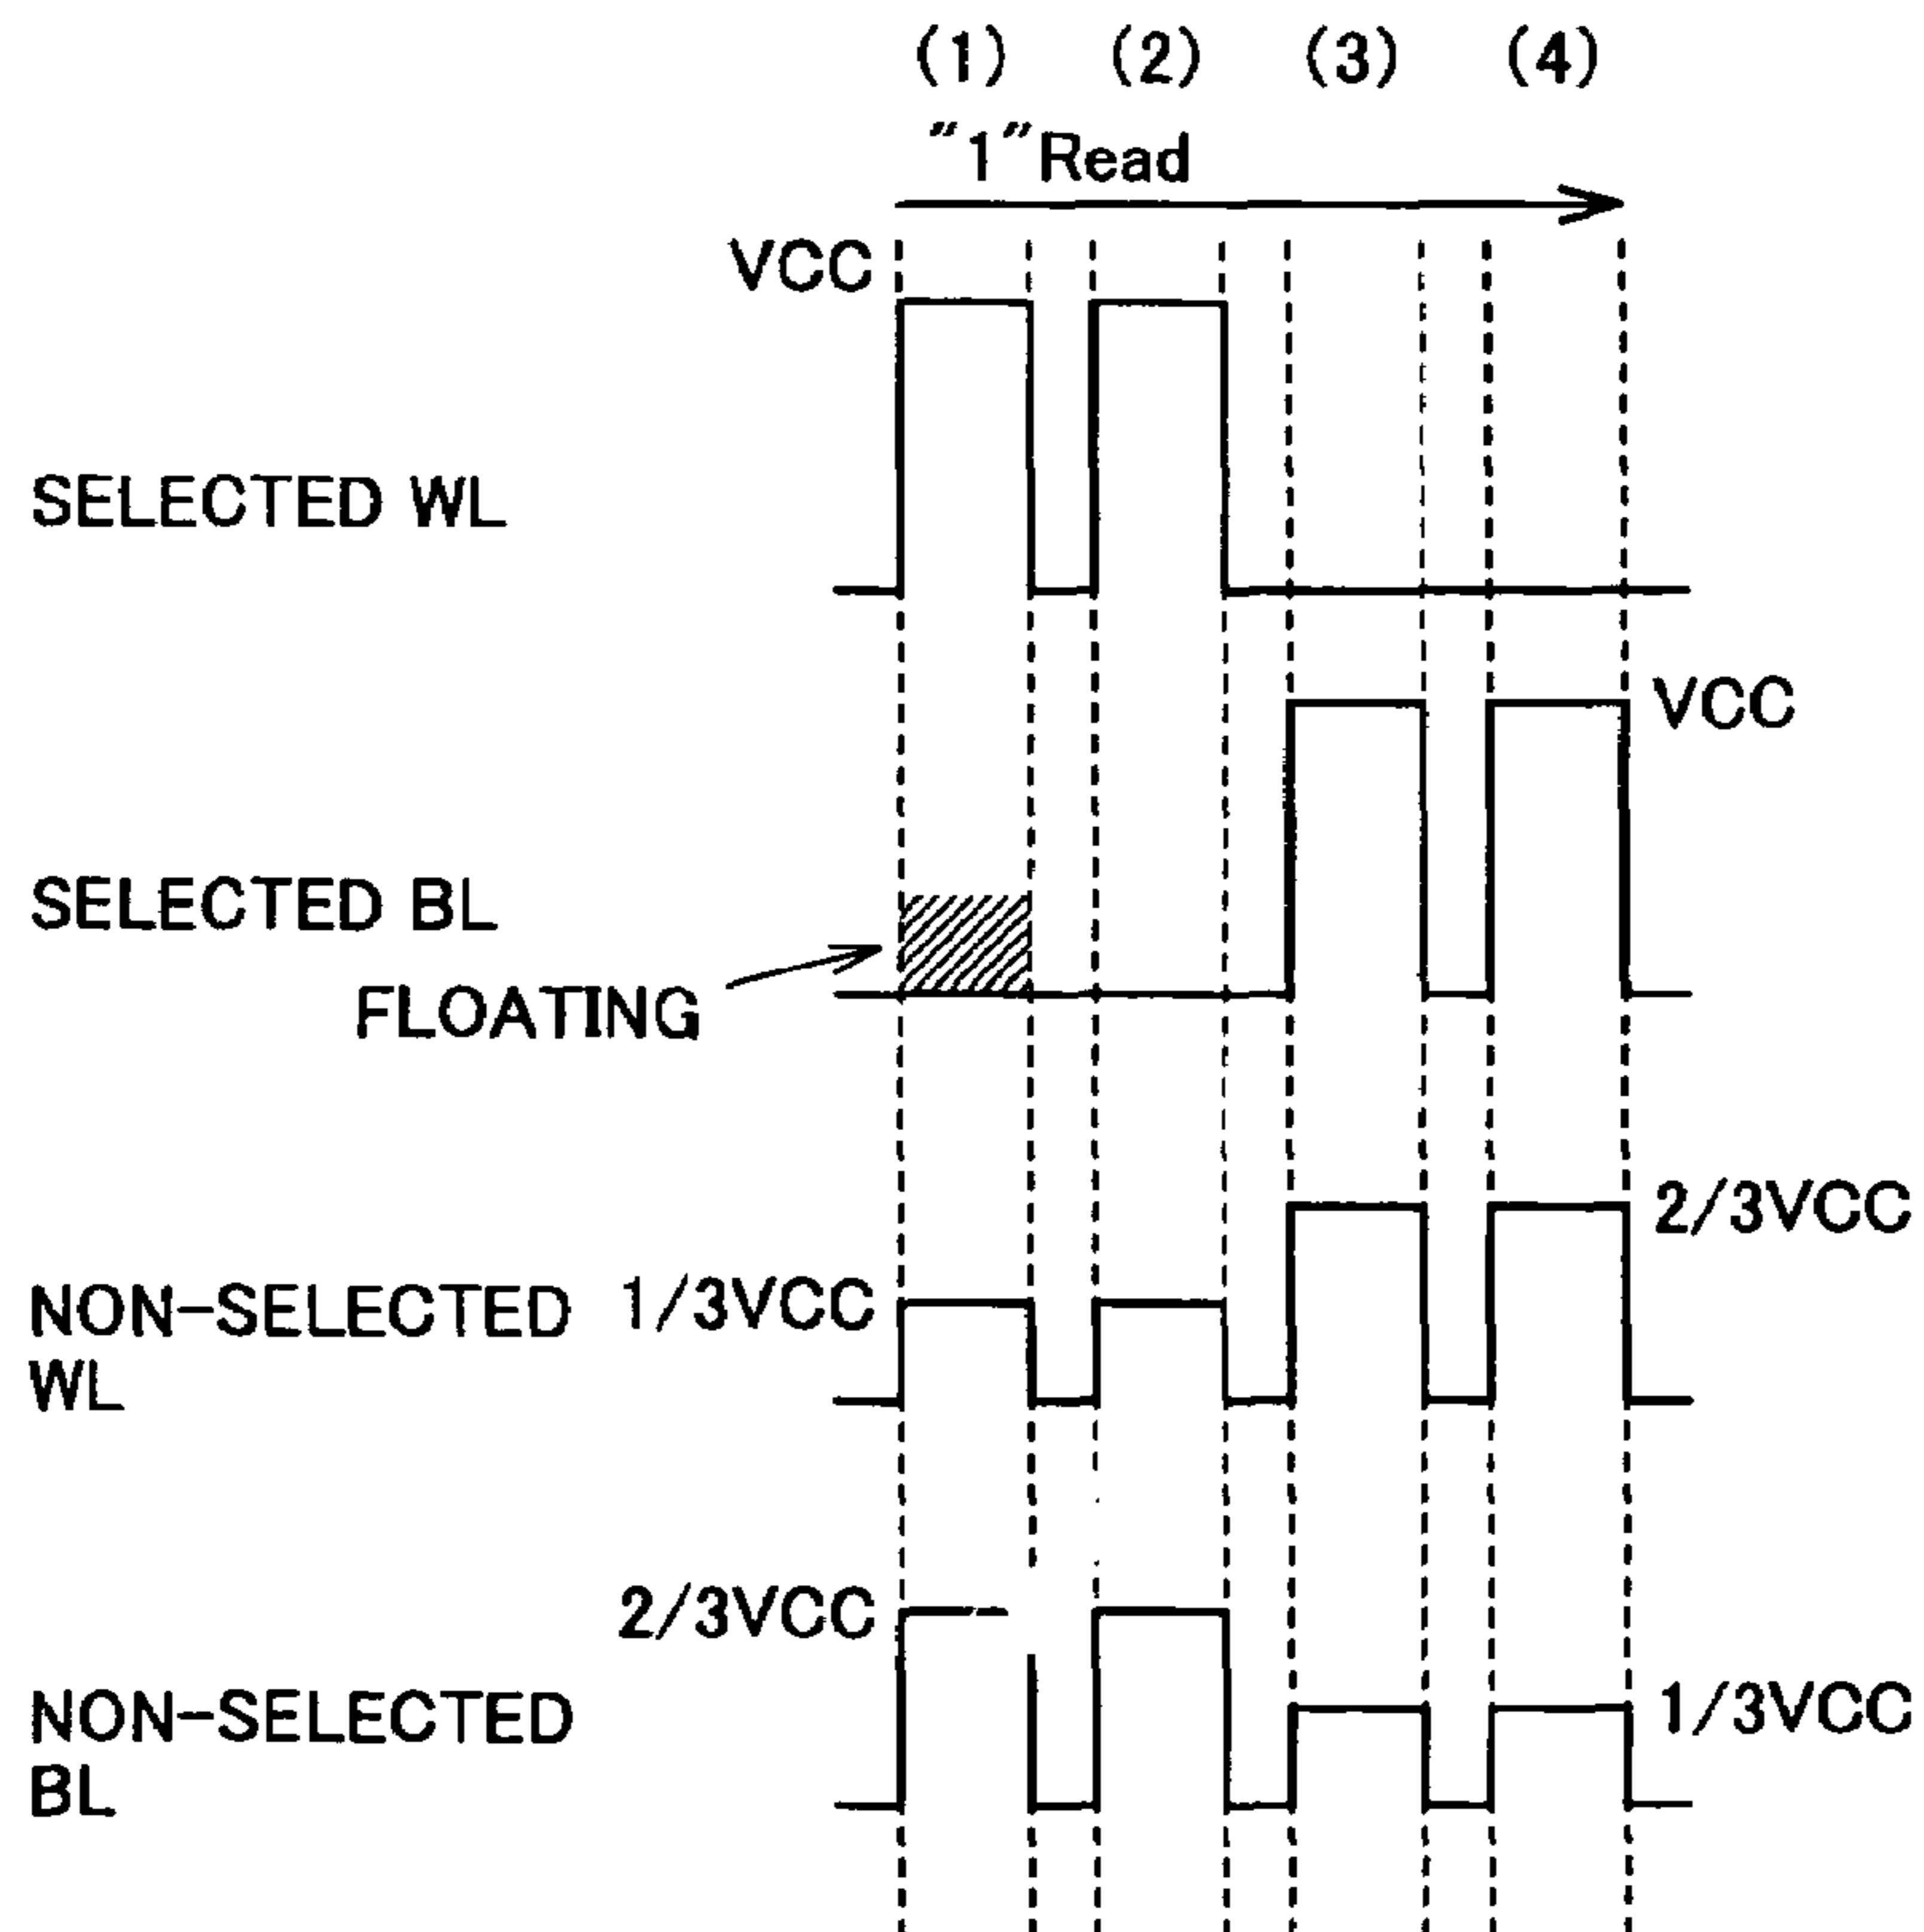 (1) (2) (3) (4)
"1"Read
VCC
SELECTED WL
VCC
SELECTED BL
FLOATING
2/3VCC
NON-SELECTED 1/3VCC
WL
2/3VCC
NON-SELECTED 1/3VCC
BL